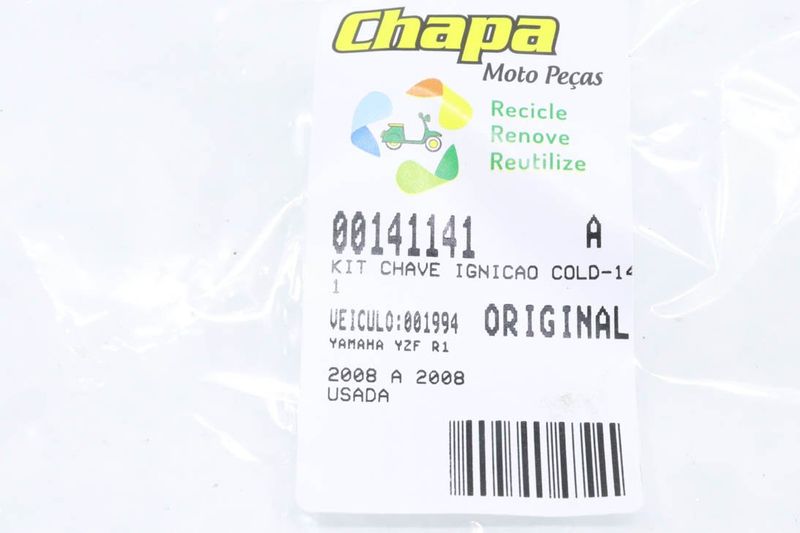 Chapa
Moto Peças
Recicle
Renove
Reutilize
00141141 A
KIT CHAVE IGNICAO COLD-14
1
VEICULO:001994 ORIGINAL
YAMAHA YZF R1
2008 A 2008
USADA